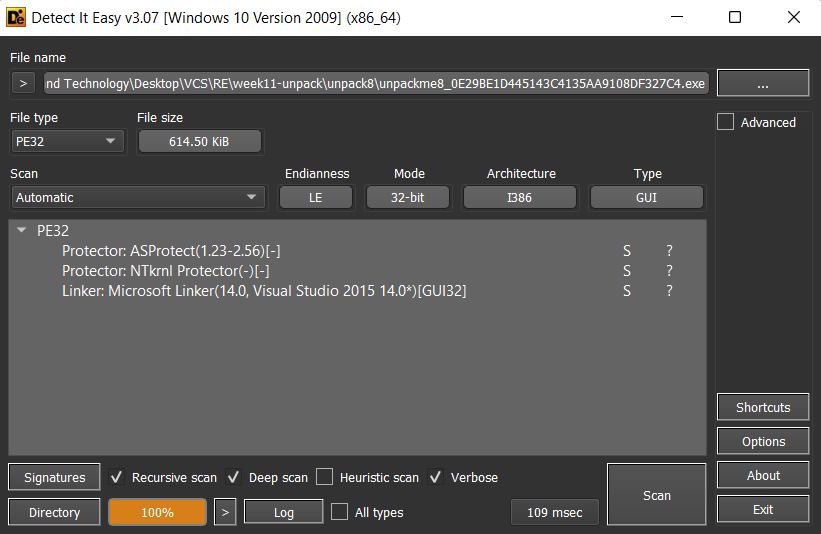 Detect It Easy v3.07 [Windows 10 Version 2009] (x86_64)
File name
> nd Technology\Desktop\VCS\RE\week11-unpack\unpack8\unpackme8_0E29BE1D445143C4135AA9108DF327C4.exe ...
File type File size Advanced
PE32 614.50 KiB
Scan Endianness Mode Architecture Type
Automatic LE 32-bit I386 GUI
PE32
Protector: ASProtect(1.23-2.56)[-] S ?
Protector: NTkrnl Protector(-)[-] S ?
Linker: Microsoft Linker(14.0, Visual Studio 2015 14.0*)[GUI32] S ?
Shortcuts
Options
Signatures Recursive scan Deep scan Heuristic scan Verbose Scan About
Directory 100% > Log All types 109 msec Exit